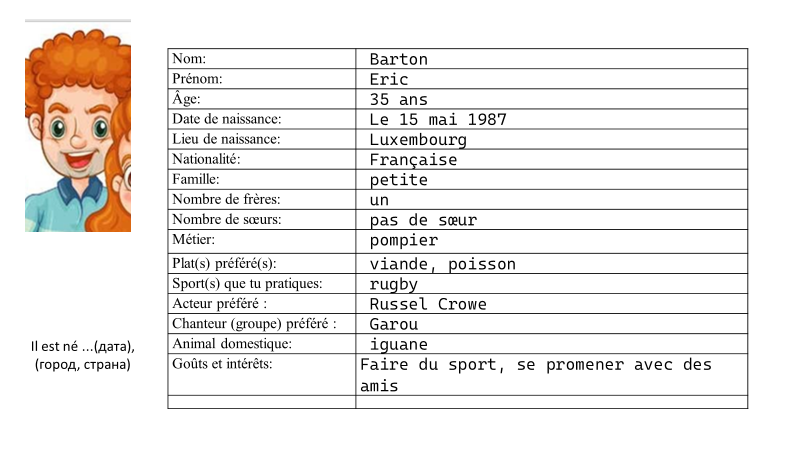 Nom: Barton
Prénom: Eric
Âge: 35 ans
Date de naissance: Le 15 mai 1987
Lieu de naissance: Luxembourg
Nationalité: Française
Famille: petite
Nombre de frères: un
Nombre de sœurs: pas de sœur
Métier: pompier
Plat(s) préféré(s): viande, poisson
Sport(s) que tu pratiques: rugby
Acteur préféré : Russel Crowe
Chanteur (groupe) préféré : Garou
Animal domestique: iguane
Goûts et intérêts: Faire du sport, se promener avec des
amis
Il est né ...(дата),
(город, страна)